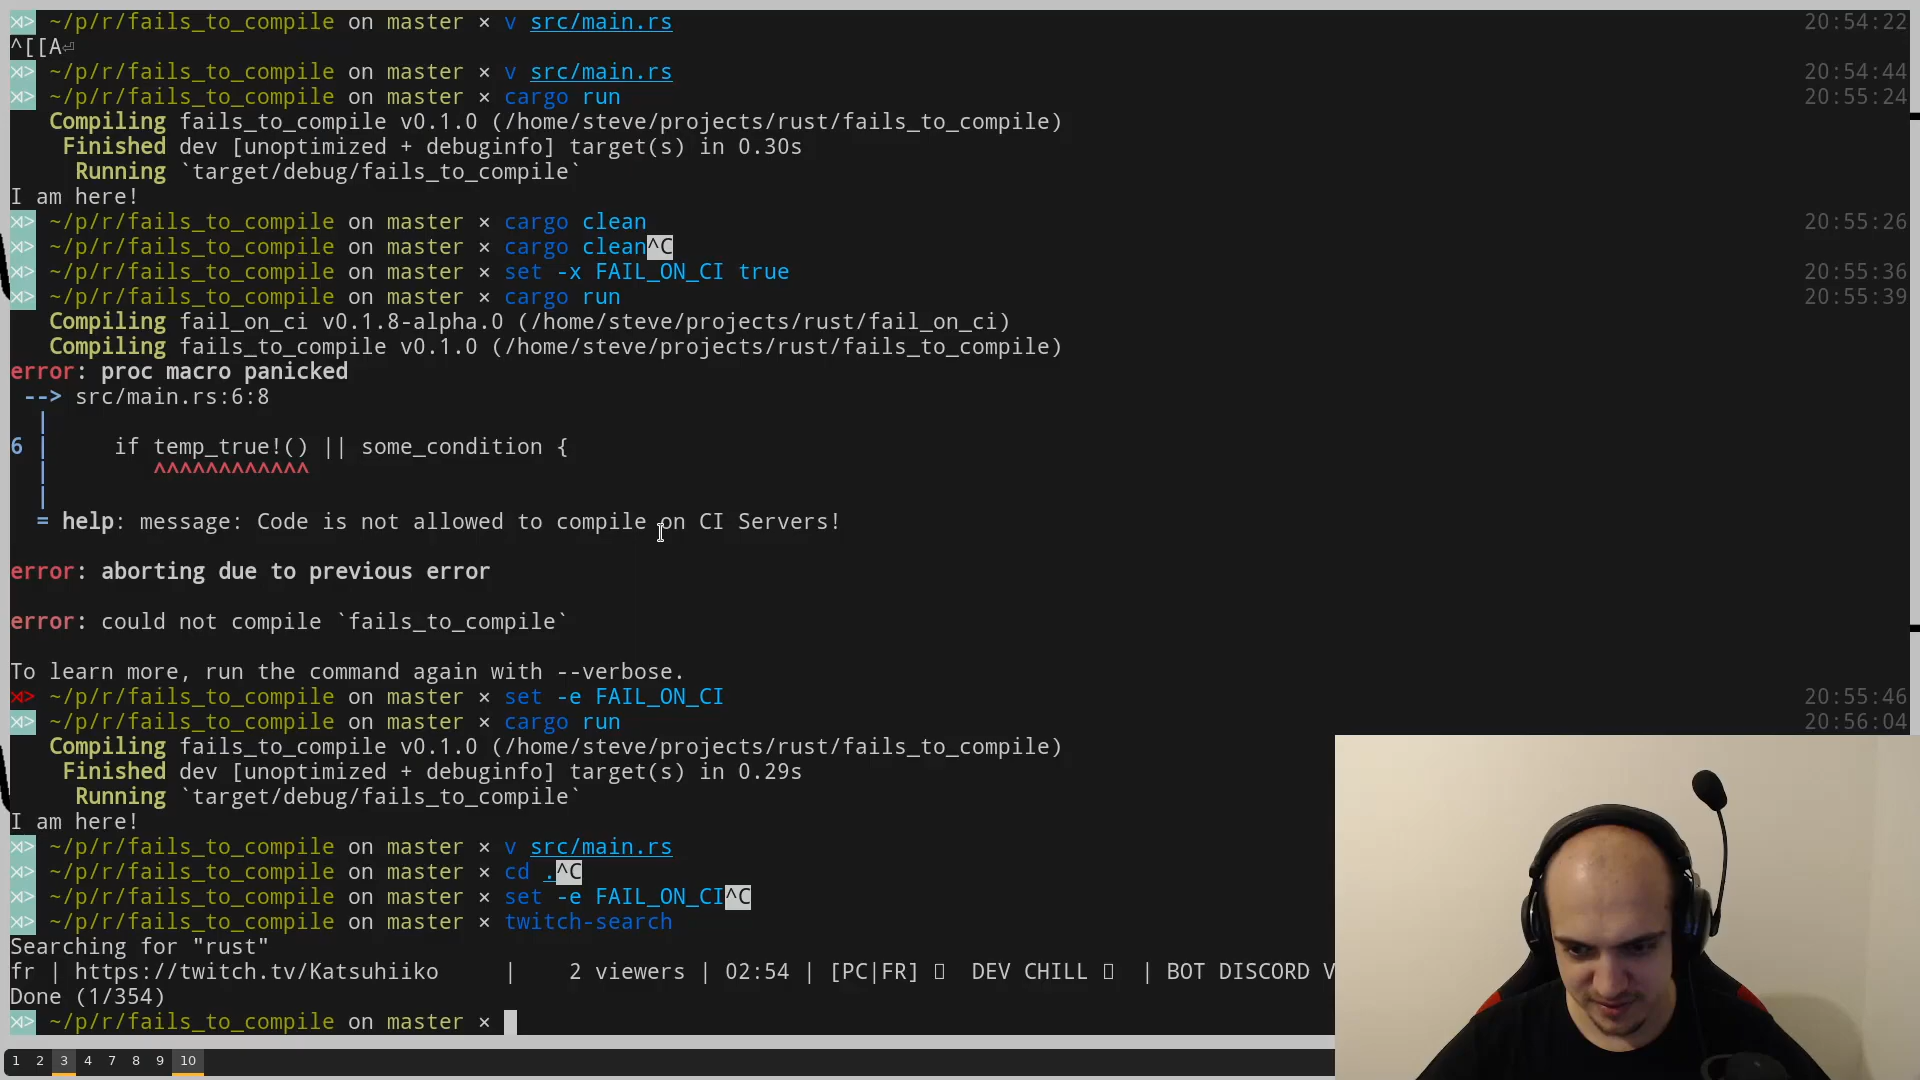 ⋊> ~/p/r/fails_to_compile on master × v src/main.rs 20:54:22
^[[A⏎
⋊> ~/p/r/fails_to_compile on master × v src/main.rs 20:54:44
⋊> ~/p/r/fails_to_compile on master × cargo run 20:55:24
Compiling fails_to_compile v0.1.0 (/home/steve/projects/rust/fails_to_compile)
Finished dev [unoptimized + debuginfo] target(s) in 0.30s
Running `target/debug/fails_to_compile`
I am here!
⋊> ~/p/r/fails_to_compile on master × cargo clean 20:55:26
⋊> ~/p/r/fails_to_compile on master × cargo clean^C
⋊> ~/p/r/fails_to_compile on master × set -x FAIL_ON_CI true 20:55:36
⋊> ~/p/r/fails_to_compile on master × cargo run 20:55:39
Compiling fail_on_ci v0.1.8-alpha.0 (/home/steve/projects/rust/fail_on_ci)
Compiling fails_to_compile v0.1.0 (/home/steve/projects/rust/fails_to_compile)
error: proc macro panicked
--> src/main.rs:6:8
|
6 | if temp_true!() || some_condition {
| ^^^^^^^^^^^^
|
= help: message: Code is not allowed to compile on CI Servers!
error: aborting due to previous error
error: could not compile `fails_to_compile`
To learn more, run the command again with --verbose.
⋊> ~/p/r/fails_to_compile on master × set -e FAIL_ON_CI 20:55:46
⋊> ~/p/r/fails_to_compile on master × cargo run 20:56:04
Compiling fails_to_compile v0.1.0 (/home/steve/projects/rust/fails_to_compile)
Finished dev [unoptimized + debuginfo] target(s) in 0.29s
Running `target/debug/fails_to_compile`
I am here!
⋊> ~/p/r/fails_to_compile on master × v src/main.rs
⋊> ~/p/r/fails_to_compile on master × cd .^C
⋊> ~/p/r/fails_to_compile on master × set -e FAIL_ON_CI^C
⋊> ~/p/r/fails_to_compile on master × twitch-search
Searching for "rust"
fr | https://twitch.tv/Katsuhiiko | 2 viewers | 02:54 | [PC|FR] ▯ DEV CHILL ▯ | BOT DISCORD V
Done (1/354)
⋊> ~/p/r/fails_to_compile on master ×
1 2 3 4 7 8 9 10